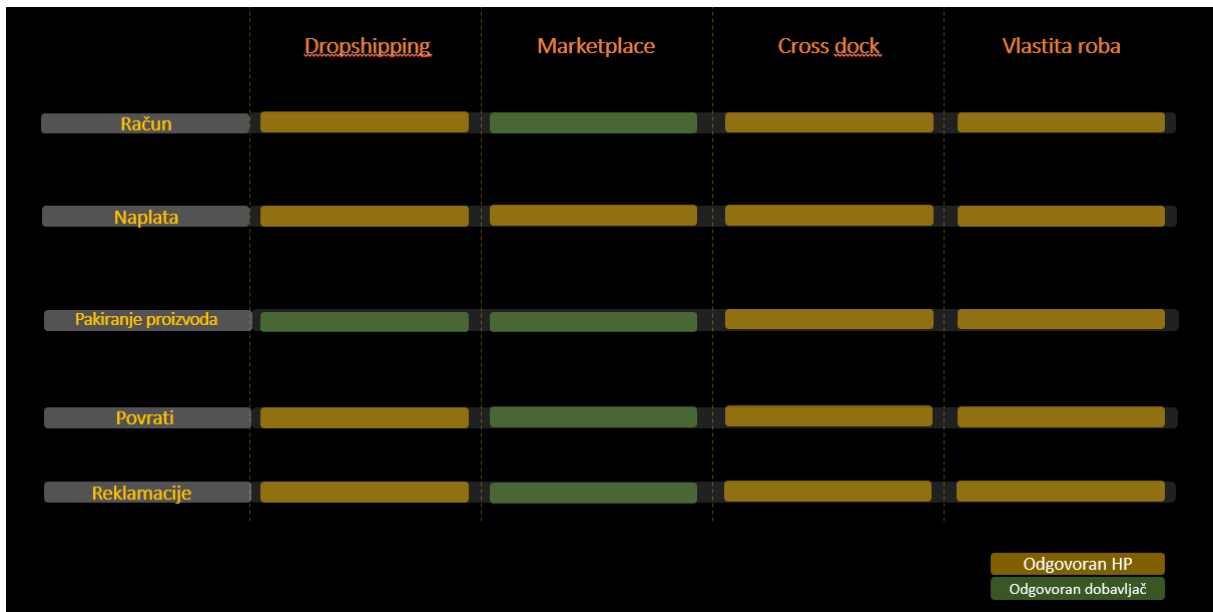 Dropshipping Marketplace Cross dock Vlastita roba
Račun
Naplata
Pakiranje proizvoda
Povrati
Reklamacije
Odgovoran HP
Odgovoran dobavljač